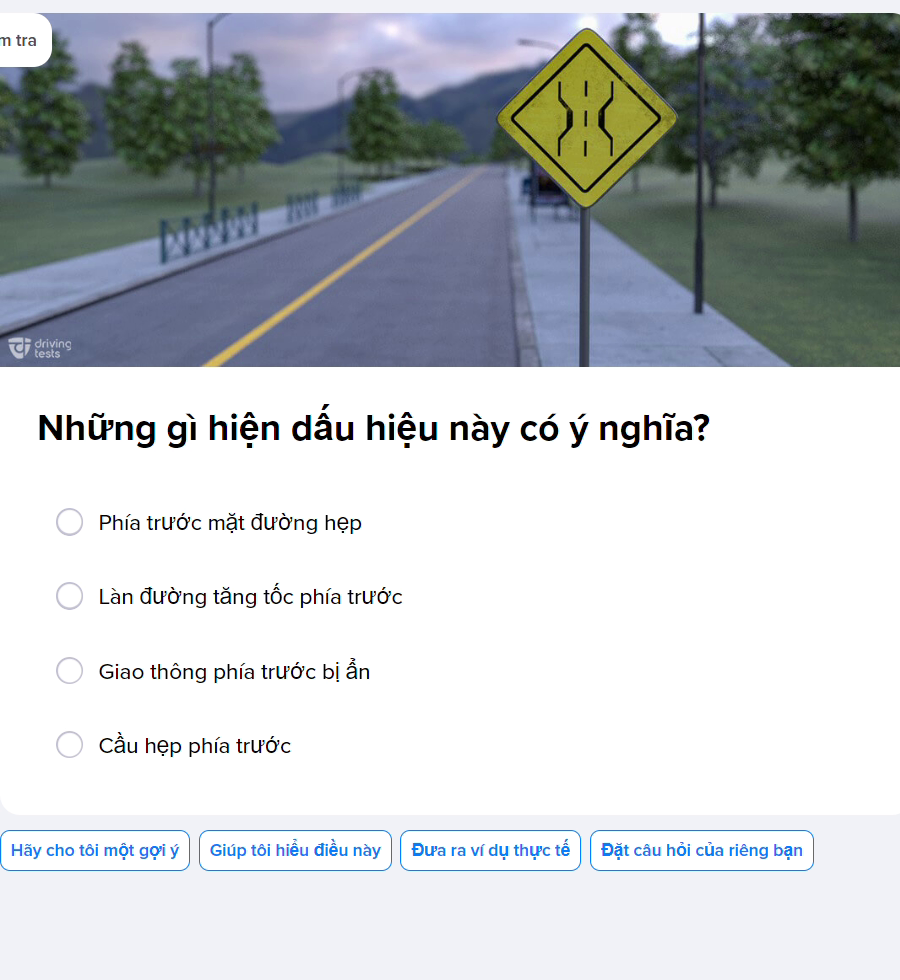 m tra
driving
tests
Những gì hiện dấu hiệu này có ý nghĩa?
Phía trước mặt đường hẹp
Làn đường tăng tốc phía trước
Giao thông phía trước bị ẩn
Cầu hẹp phía trước
Hãy cho tôi một gợi ý
Giúp tôi hiểu điều này
Đưa ra ví dụ thực tế
Đặt câu hỏi của riêng bạn